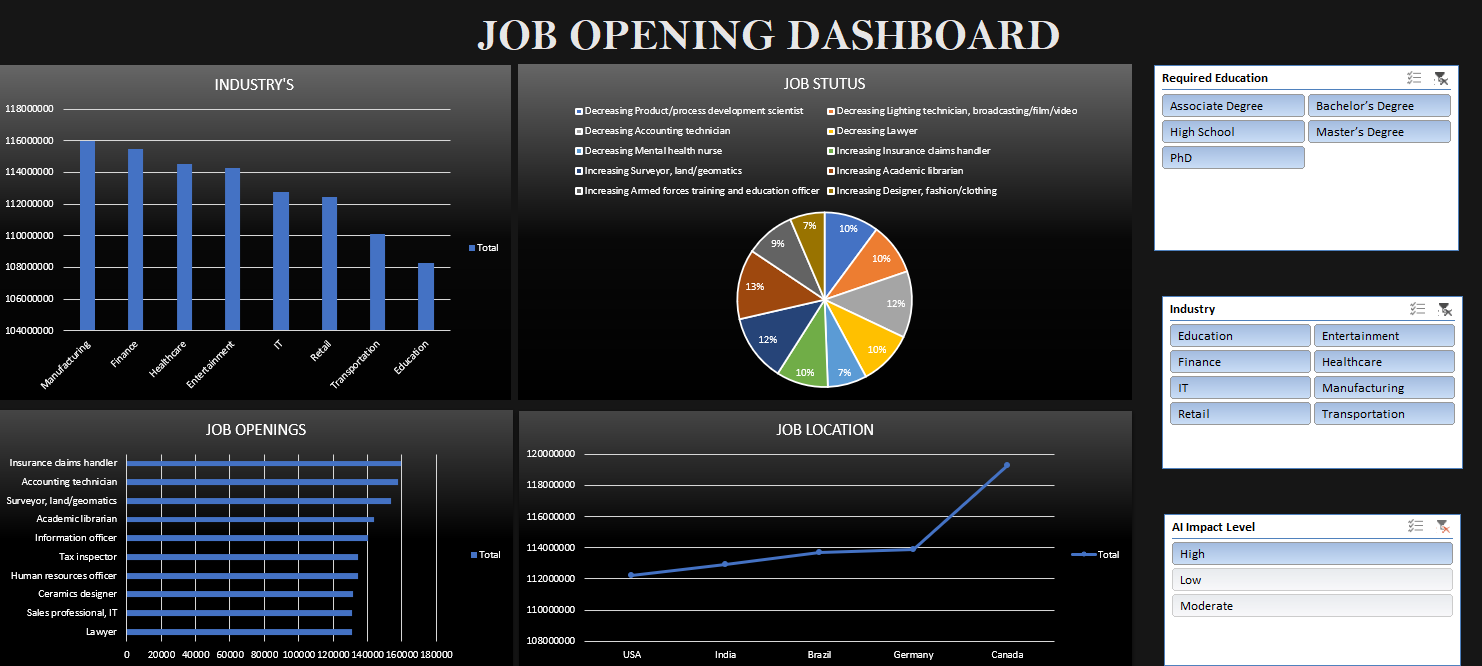 JOB OPENING DASHBOARD
INDUSTRY'S
118000000
116000000
114000000
112000000
110000000
108000000
106000000
104000000
Manufacturing
Finance
Healthcare
Entertainment
IT
Retail
Transportation
Education
Total
JOB STUTUS
Decreasing Product/process development scientist
Decreasing Lighting technician, broadcasting/film/video
Decreasing Accounting technician
Decreasing Lawyer
Decreasing Mental health nurse
Increasing Insurance claims handler
Increasing Surveyor, land/geomatics
Increasing Academic librarian
Increasing Armed forces training and education officer
Increasing Designer, fashion/clothing
10%
10%
12%
10%
7%
10%
12%
13%
9%
7%
Required Education
Associate Degree
Bachelor's Degree
High School
Master's Degree
PhD
Industry
Education
Entertainment
Finance
Healthcare
IT
Manufacturing
Retail
Transportation
JOB OPENINGS
Insurance claims handler
Accounting technician
Surveyor, land/geomatics
Academic librarian
Information officer
Tax inspector
Human resources officer
Ceramics designer
Sales professional, IT
Lawyer
0 20000 40000 60000 80000 100000 120000 140000 160000 180000
Total
JOB LOCATION
120000000
118000000
116000000
114000000
112000000
110000000
108000000
USA India Brazil Germany Canada
Total
AI Impact Level
High
Low
Moderate